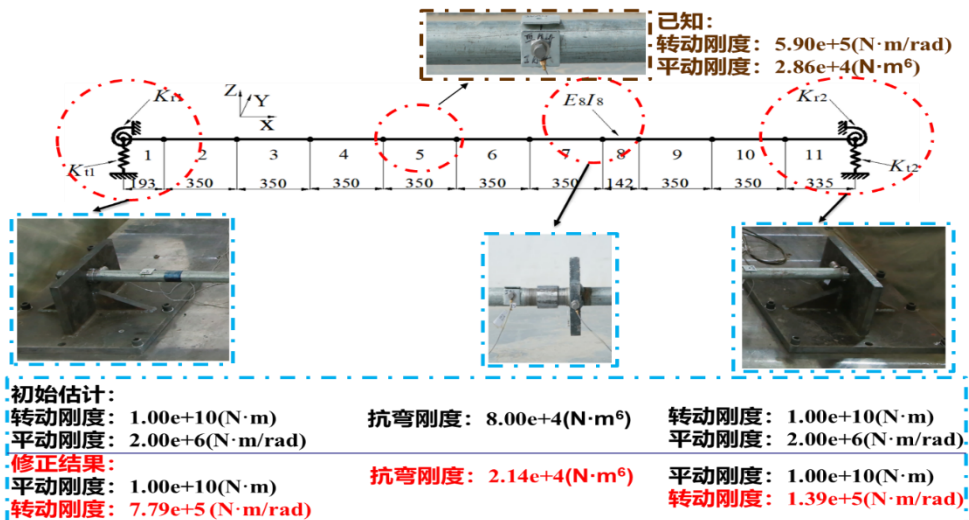 已知：
转动刚度：5.90e+5(N·m/rad)
平动刚度：2.86e+4(N·m⁶)
Z
Y
X
Kr1
E8I8
Kr2
Kt1
1 2 3 4 5 6 7 8 9 10 11
Kt2
193 350 350 350 350 350 350 142 350 350 335
初始估计：
转动刚度：1.00e+10(N·m) 抗弯刚度：8.00e+4(N·m⁶) 转动刚度：1.00e+10(N·m)
平动刚度：2.00e+6(N·m/rad) 平动刚度：2.00e+6(N·m/rad)
修正结果：
平动刚度：1.00e+10(N·m) 抗弯刚度：2.14e+4(N·m⁶) 平动刚度：1.00e+10(N·m)
转动刚度：7.79e+5 (N·m/rad) 转动刚度：1.39e+5(N·m/rad)